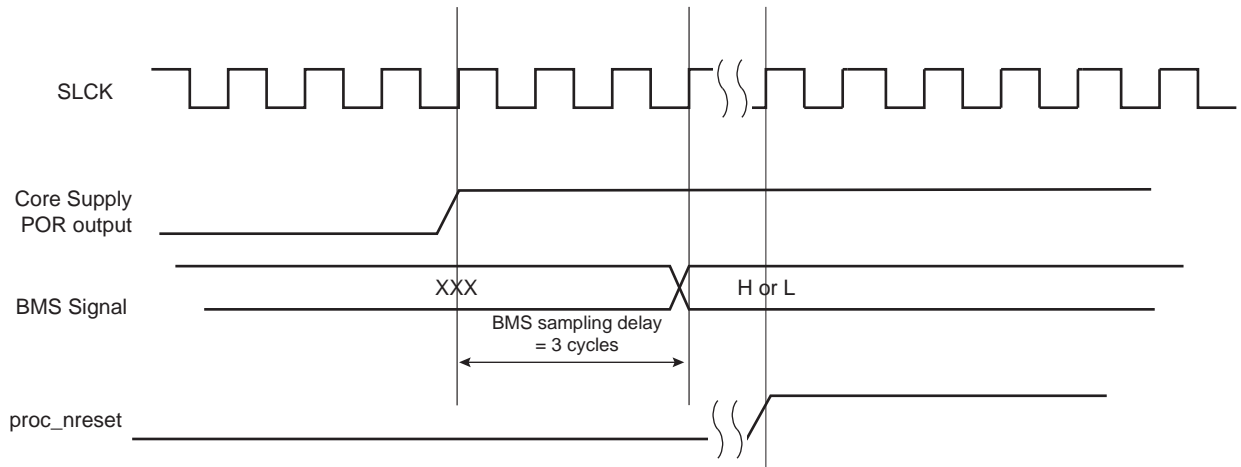 SLCK
Core Supply
POR output
BMS Signal
XXX
H or L
BMS sampling delay
= 3 cycles
proc_nreset